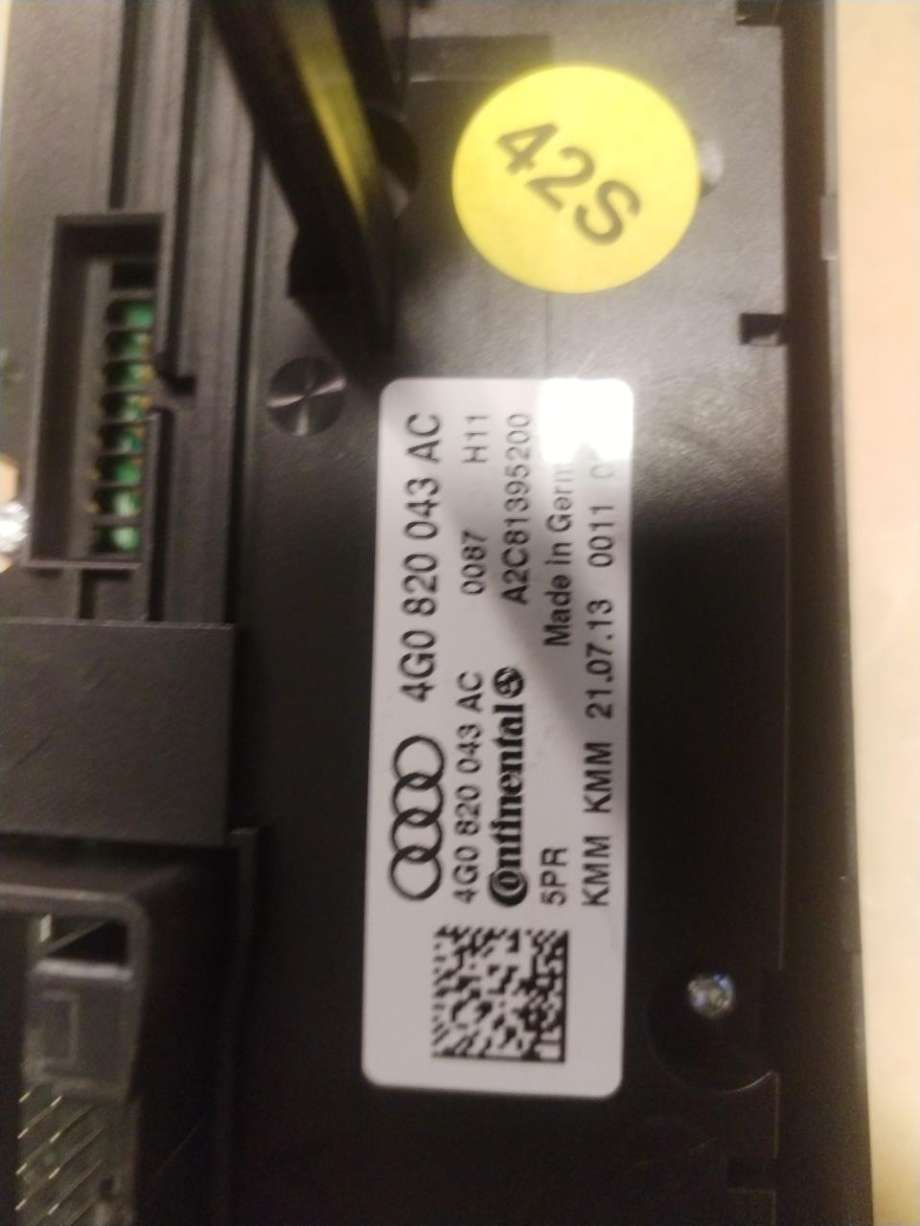 42S
4G0 820 043 AC
4G0 820 043 AC 0087 H11
Continental A2C81395200
5PR Made in
KMM KMM 21.07.13 0011